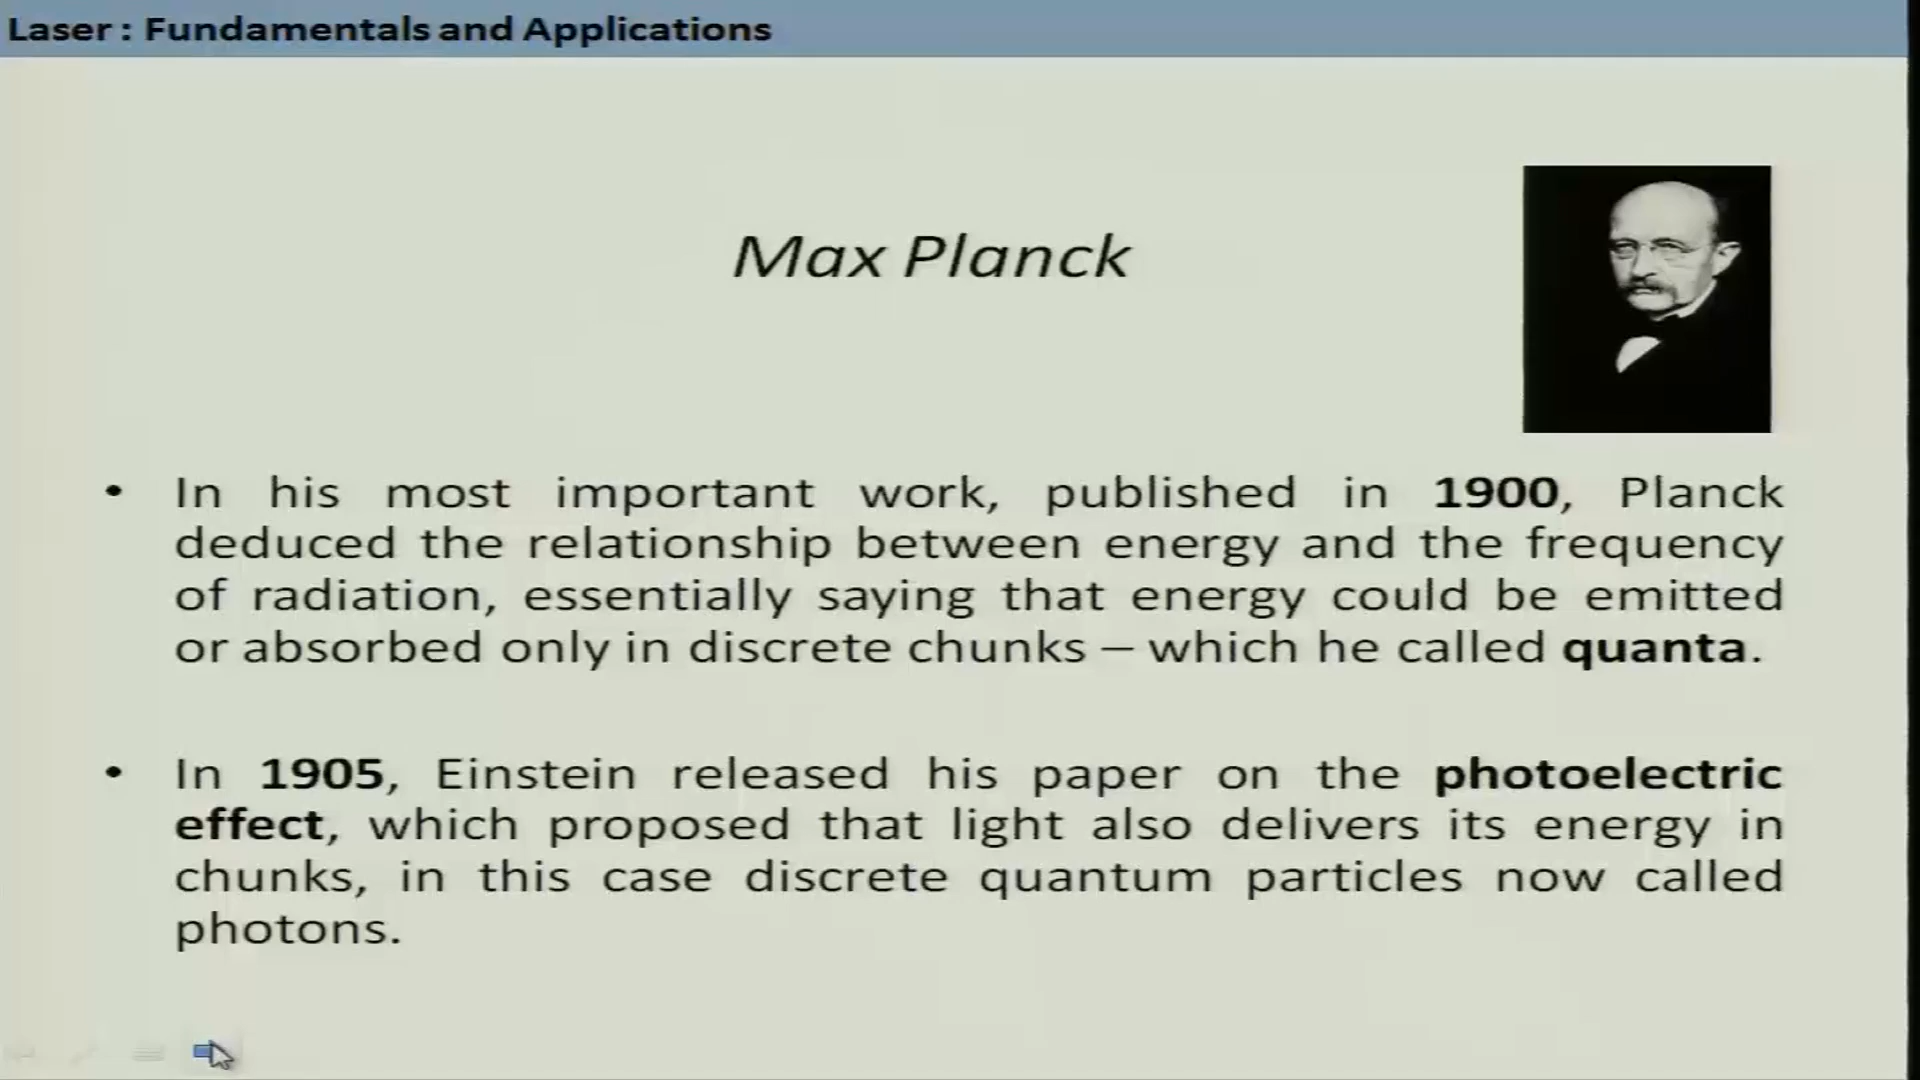 Laser : Fundamentals and Applications
Max Planck
• In his most important work, published in 1900, Planck
deduced the relationship between energy and the frequency
of radiation, essentially saying that energy could be emitted
or absorbed only in discrete chunks – which he called quanta.
• In 1905, Einstein released his paper on the photoelectric
effect, which proposed that light also delivers its energy in
chunks, in this case discrete quantum particles now called
photons.